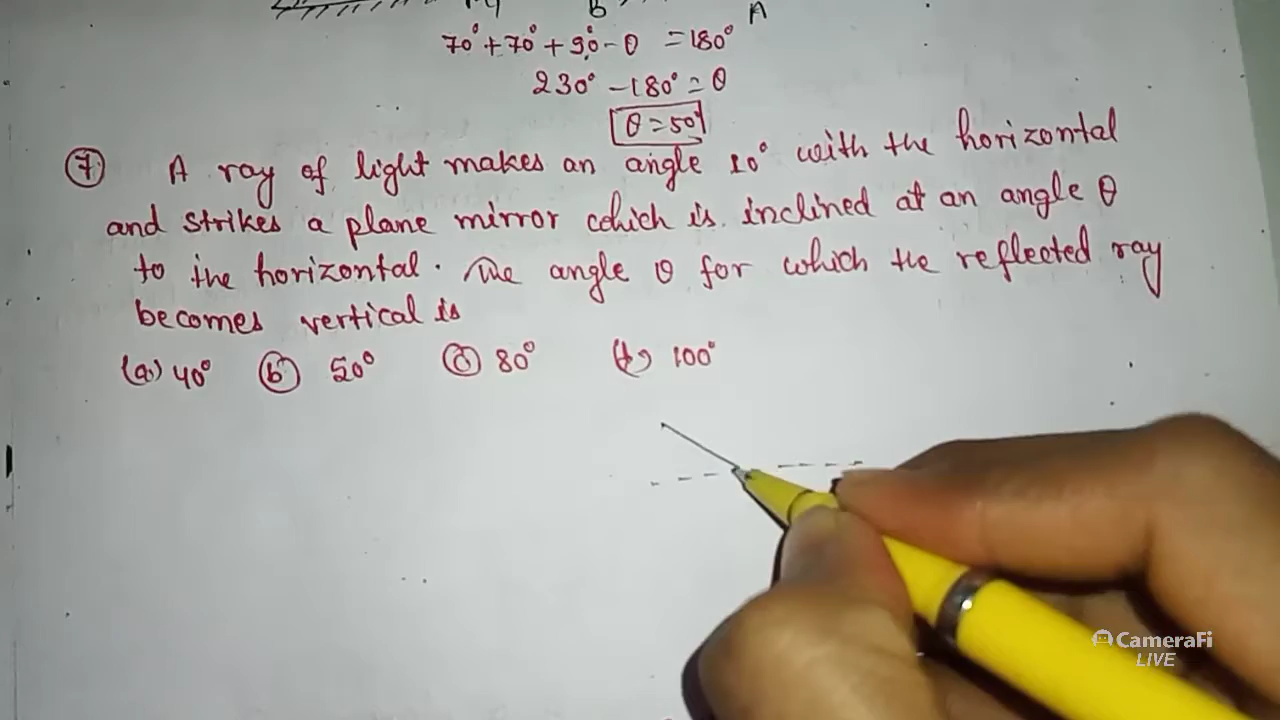 B
A
70° + 70° + 90 - θ = 180°
230° - 180° = θ
θ = 50°
7 A ray of light makes an angle 10° with the horizontal
and strikes a plane mirror which is inclined at an angle θ
to the horizontal. The angle θ for which the reflected ray
becomes vertical is
(a) 40° (b) 50° (c) 80° (d) 100°
CameraFi
LIVE